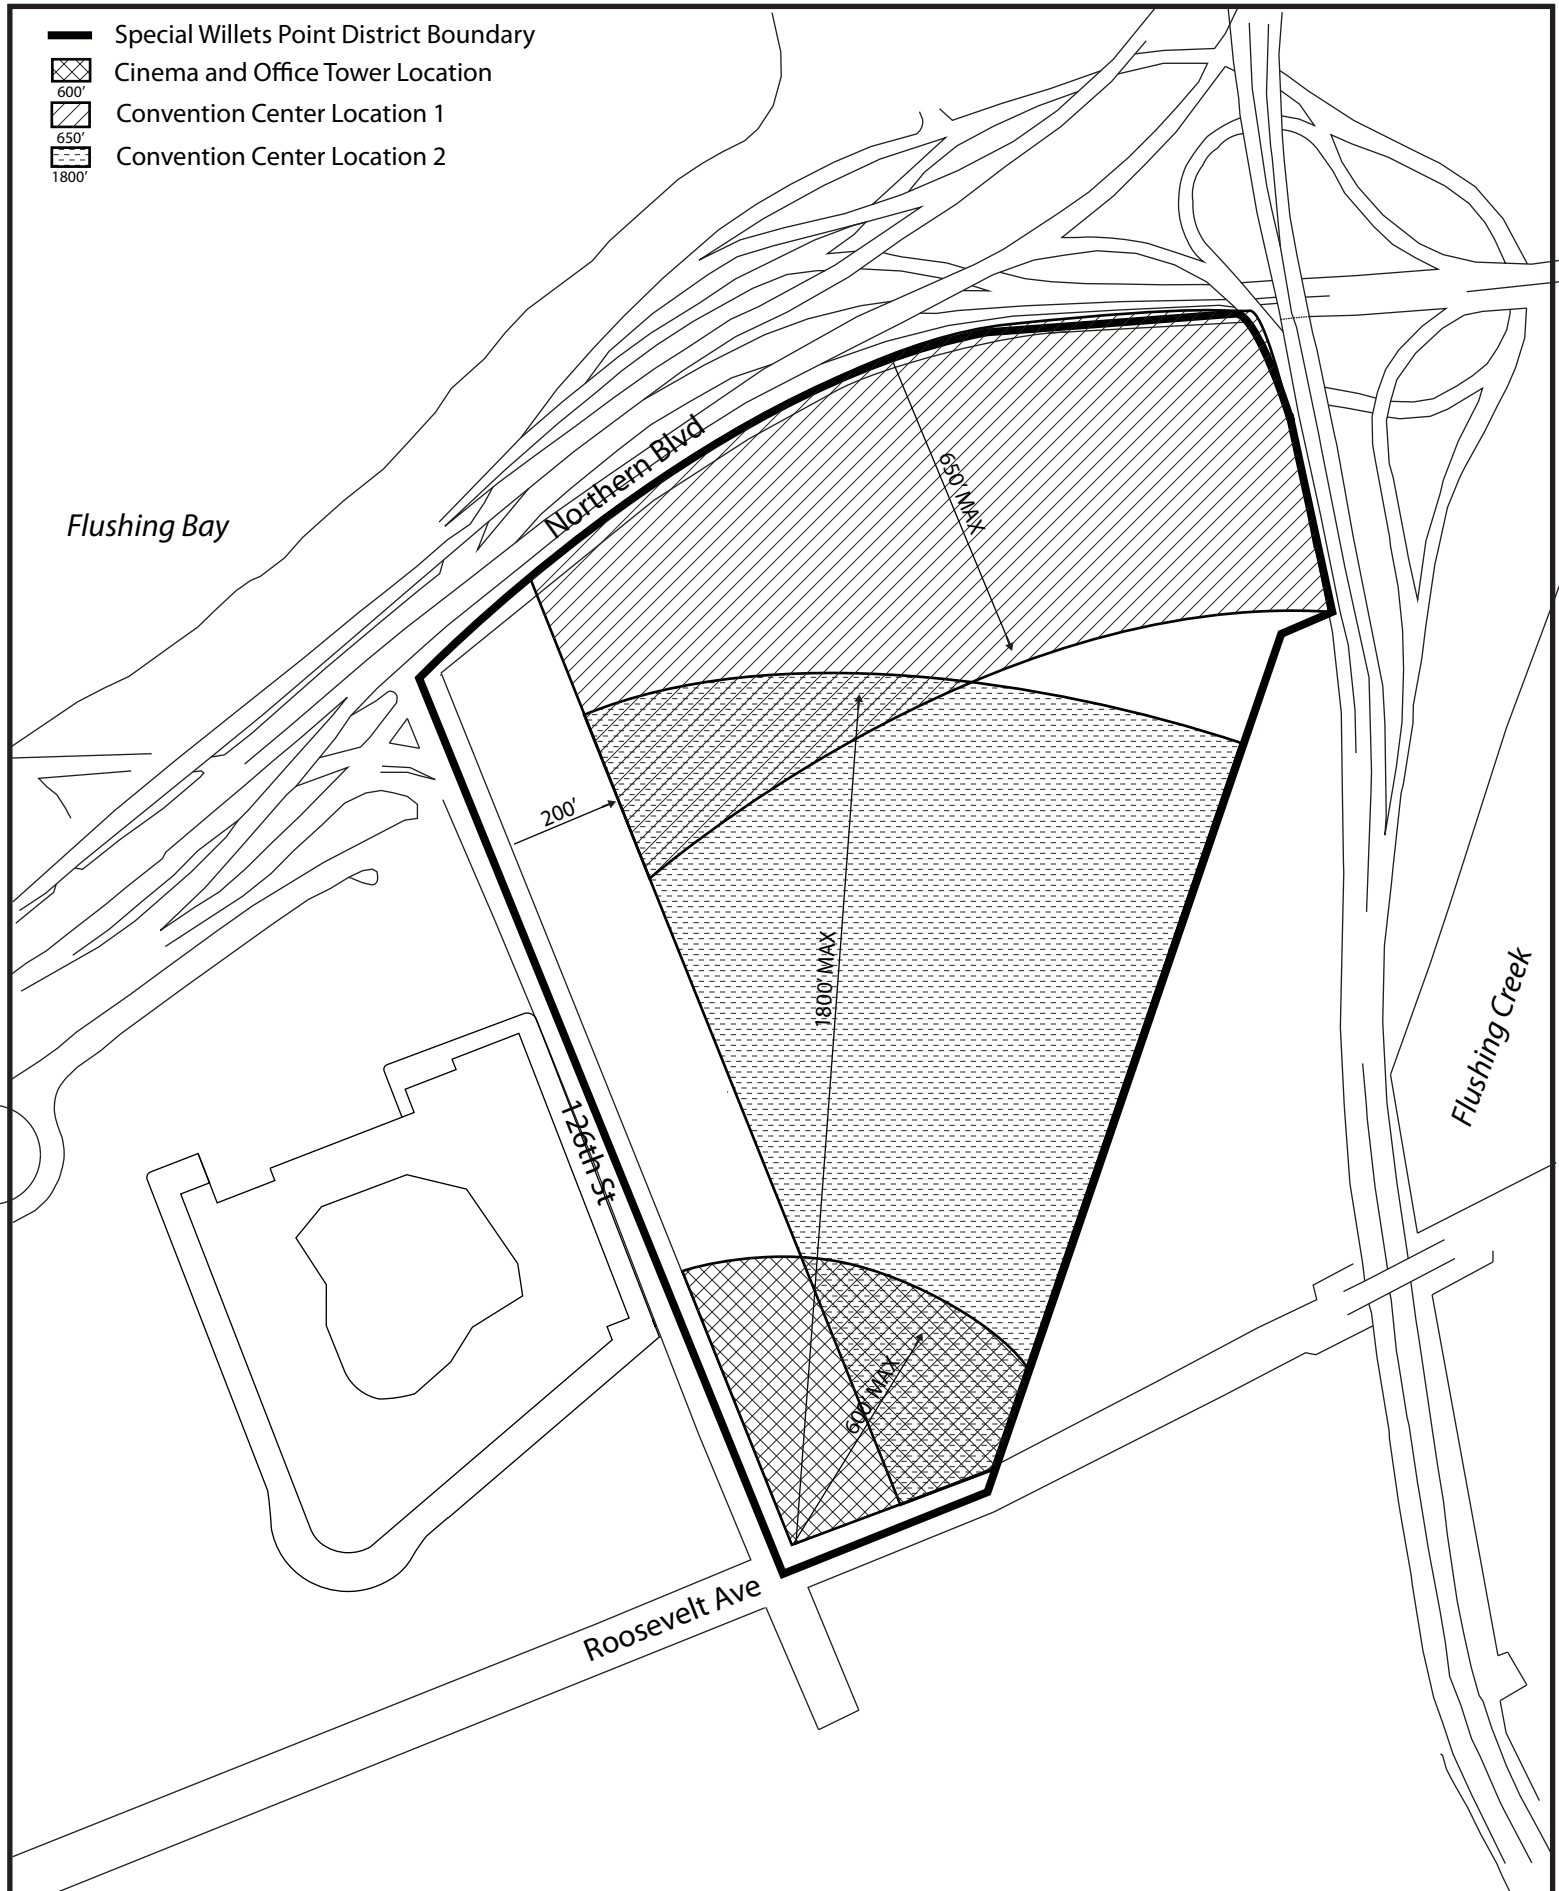 Special Willets Point District Boundary
Cinema and Office Tower Location
600'
Convention Center Location 1
650'
Convention Center Location 2
1800'
Northern Blvd
650' MAX
Flushing Bay
200'
1800' MAX
Flushing Creek
126th St
600' MAX
Roosevelt Ave